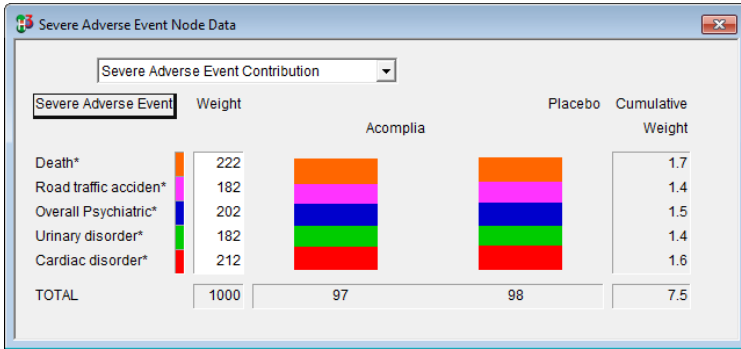 Severe Adverse Event Node Data
Severe Adverse Event Contribution
Severe Adverse Event Weight Placebo Cumulative
Acomplia Weight
Death* 222 1.7
Road traffic acciden* 182 1.4
Overall Psychiatric* 202 1.5
Urinary disorder* 182 1.4
Cardiac disorder* 212 1.6
TOTAL 1000 97 98 7.5